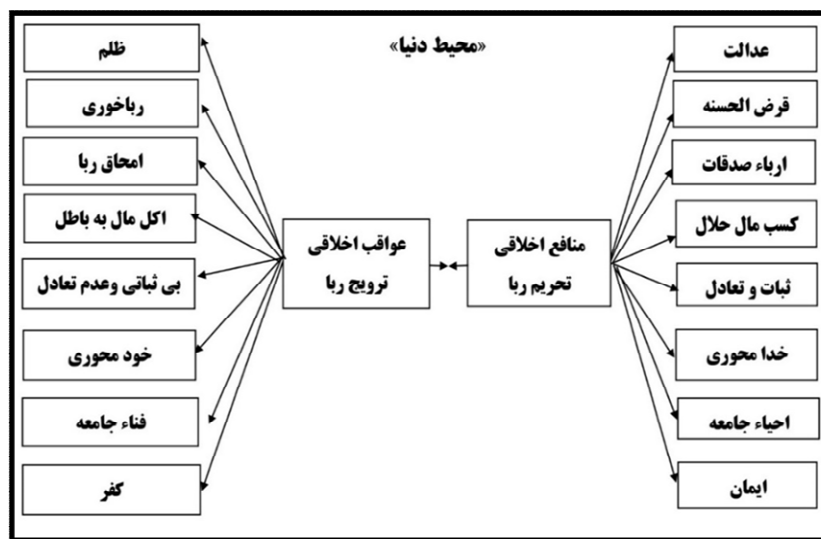 «محیط دنیا»
عدالت
قرض الحسنه
ارباء صدقات
کسب مال حلال
ثبات و تعادل
خدا محوری
احیاء جامعه
ایمان
منافع اخلاقی
تحریم ربا
عواقب اخلاقی
ترویج ربا
ظلم
رباخوری
امحاق ربا
اکل مال به باطل
بی ثباتی وعدم تعادل
خود محوری
فناء جامعه
کفر